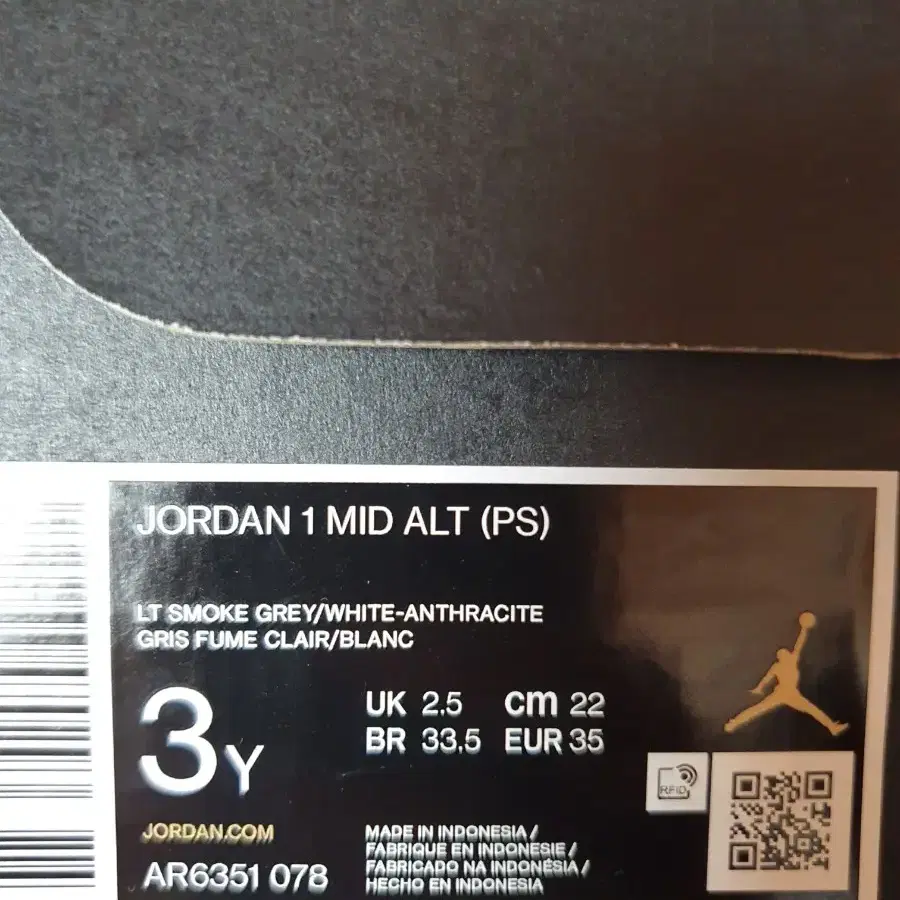 JORDAN 1 MID ALT (PS)
LT SMOKE GREY/WHITE-ANTHRACITE
GRIS FUME CLAIR/BLANC
3Y
UK 2.5 cm 22
BR 33,5 EUR 35
RFID
JORDAN.COM
AR6351 078
MADE IN INDONESIA /
FABRIQUE EN INDONESIE /
FABRICADO NA INDONÉSIA /
HECHO EN INDONESIA